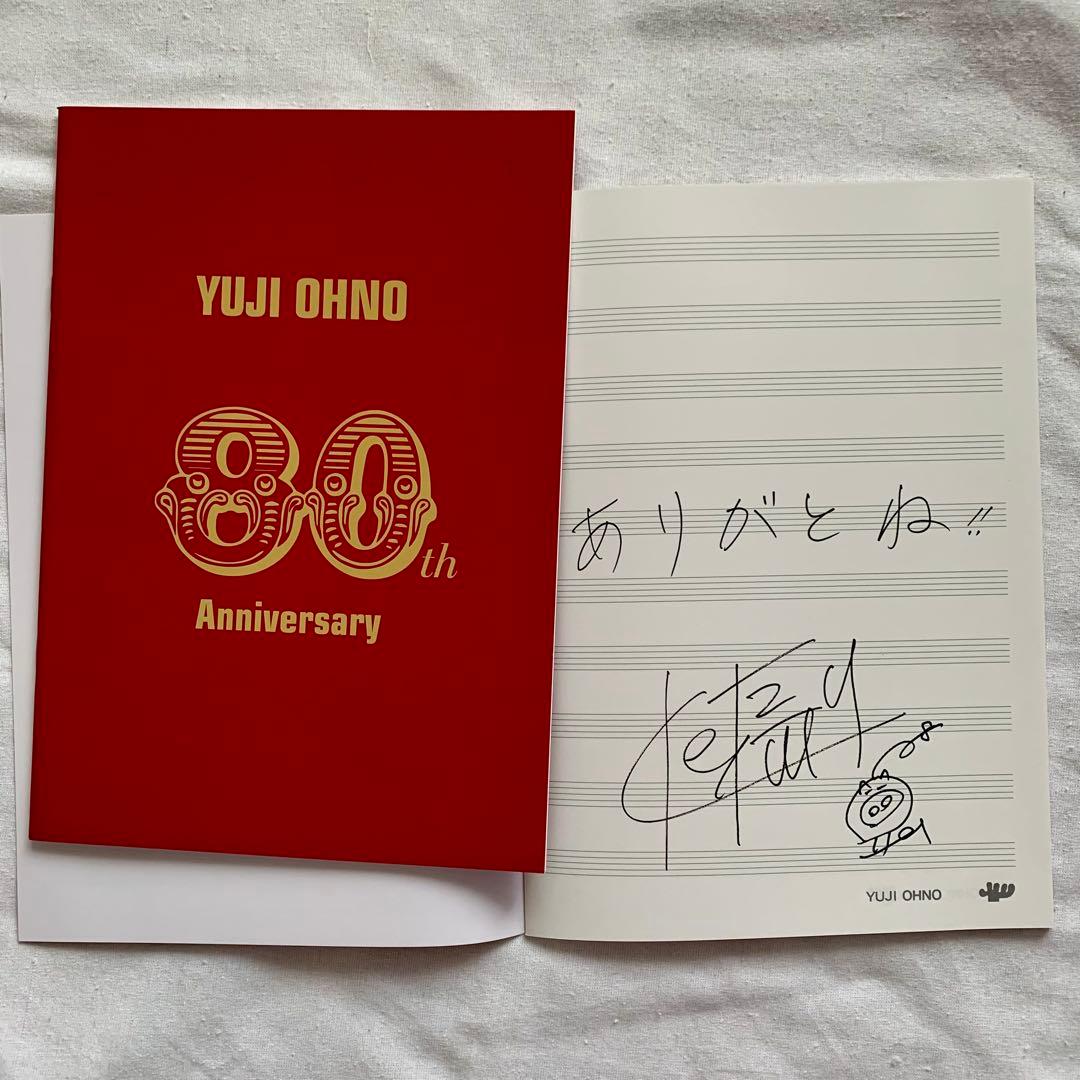 YUJI OHNO
80th
Anniversary
ありがとね!!
YUJI OHNO